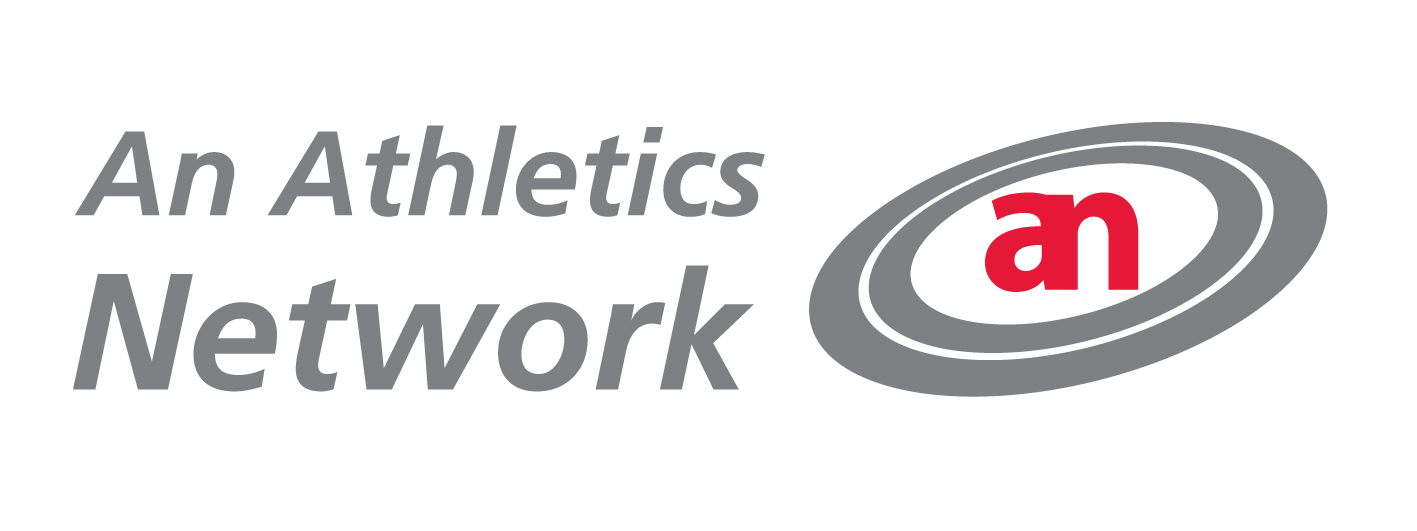 An Athletics
Network
an